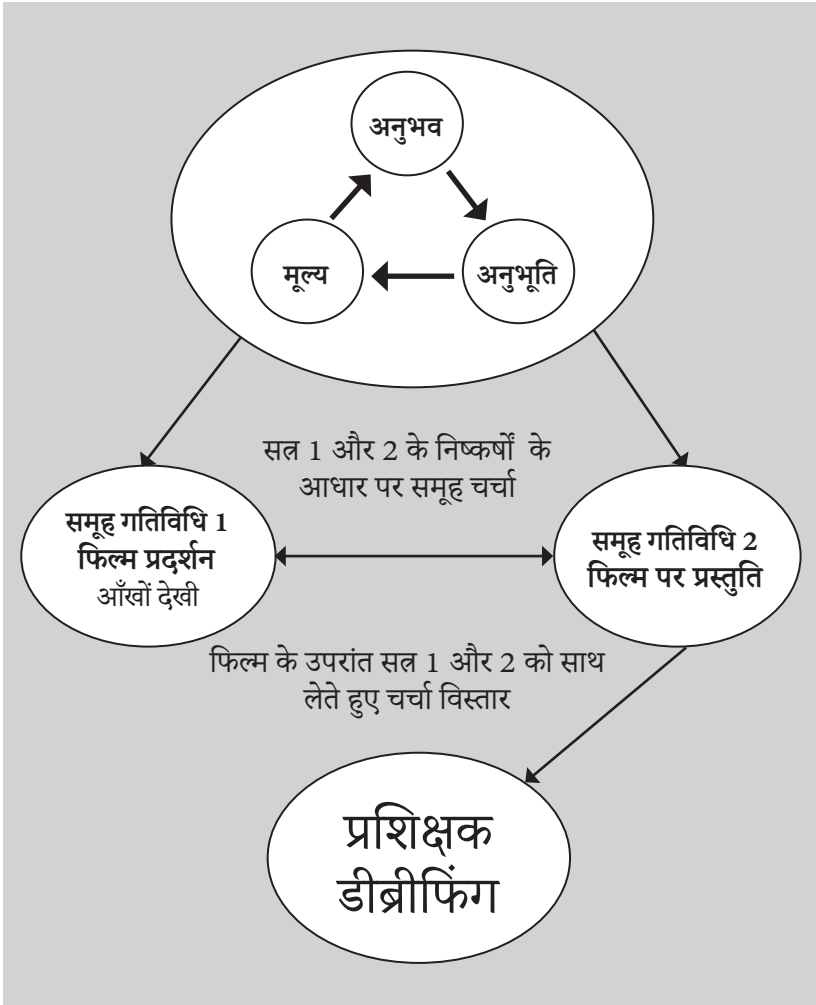 अनुभव
मूल्य
अनुभूति
सत्र 1 और 2 के निष्कर्षों के
आधार पर समूह चर्चा
समूह गतिविधि 1
फिल्म प्रदर्शन
आँखों देखी
समूह गतिविधि 2
फिल्म पर प्रस्तुति
फिल्म के उपरांत सत्र 1 और 2 को साथ
लेते हुए चर्चा विस्तार
प्रशिक्षक
डीब्रीफिंग